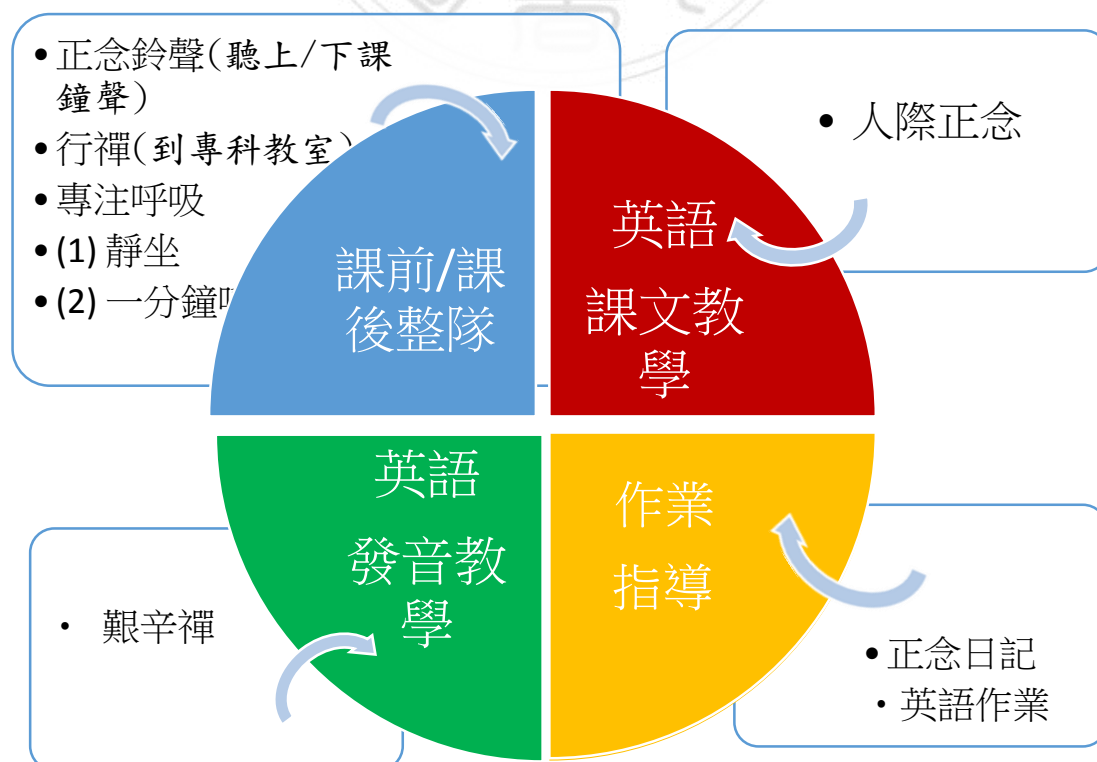 • 正念鈴聲(聽上/下課
鐘聲)
• 行禪(到專科教室)
• 專注呼吸
• (1) 靜坐
• (2) 一分鐘
課前/課
後整隊
• 人際正念
英語
課文教
學
英語
發音教
學
• 艱辛禪
作業
指導
• 正念日記
• 英語作業